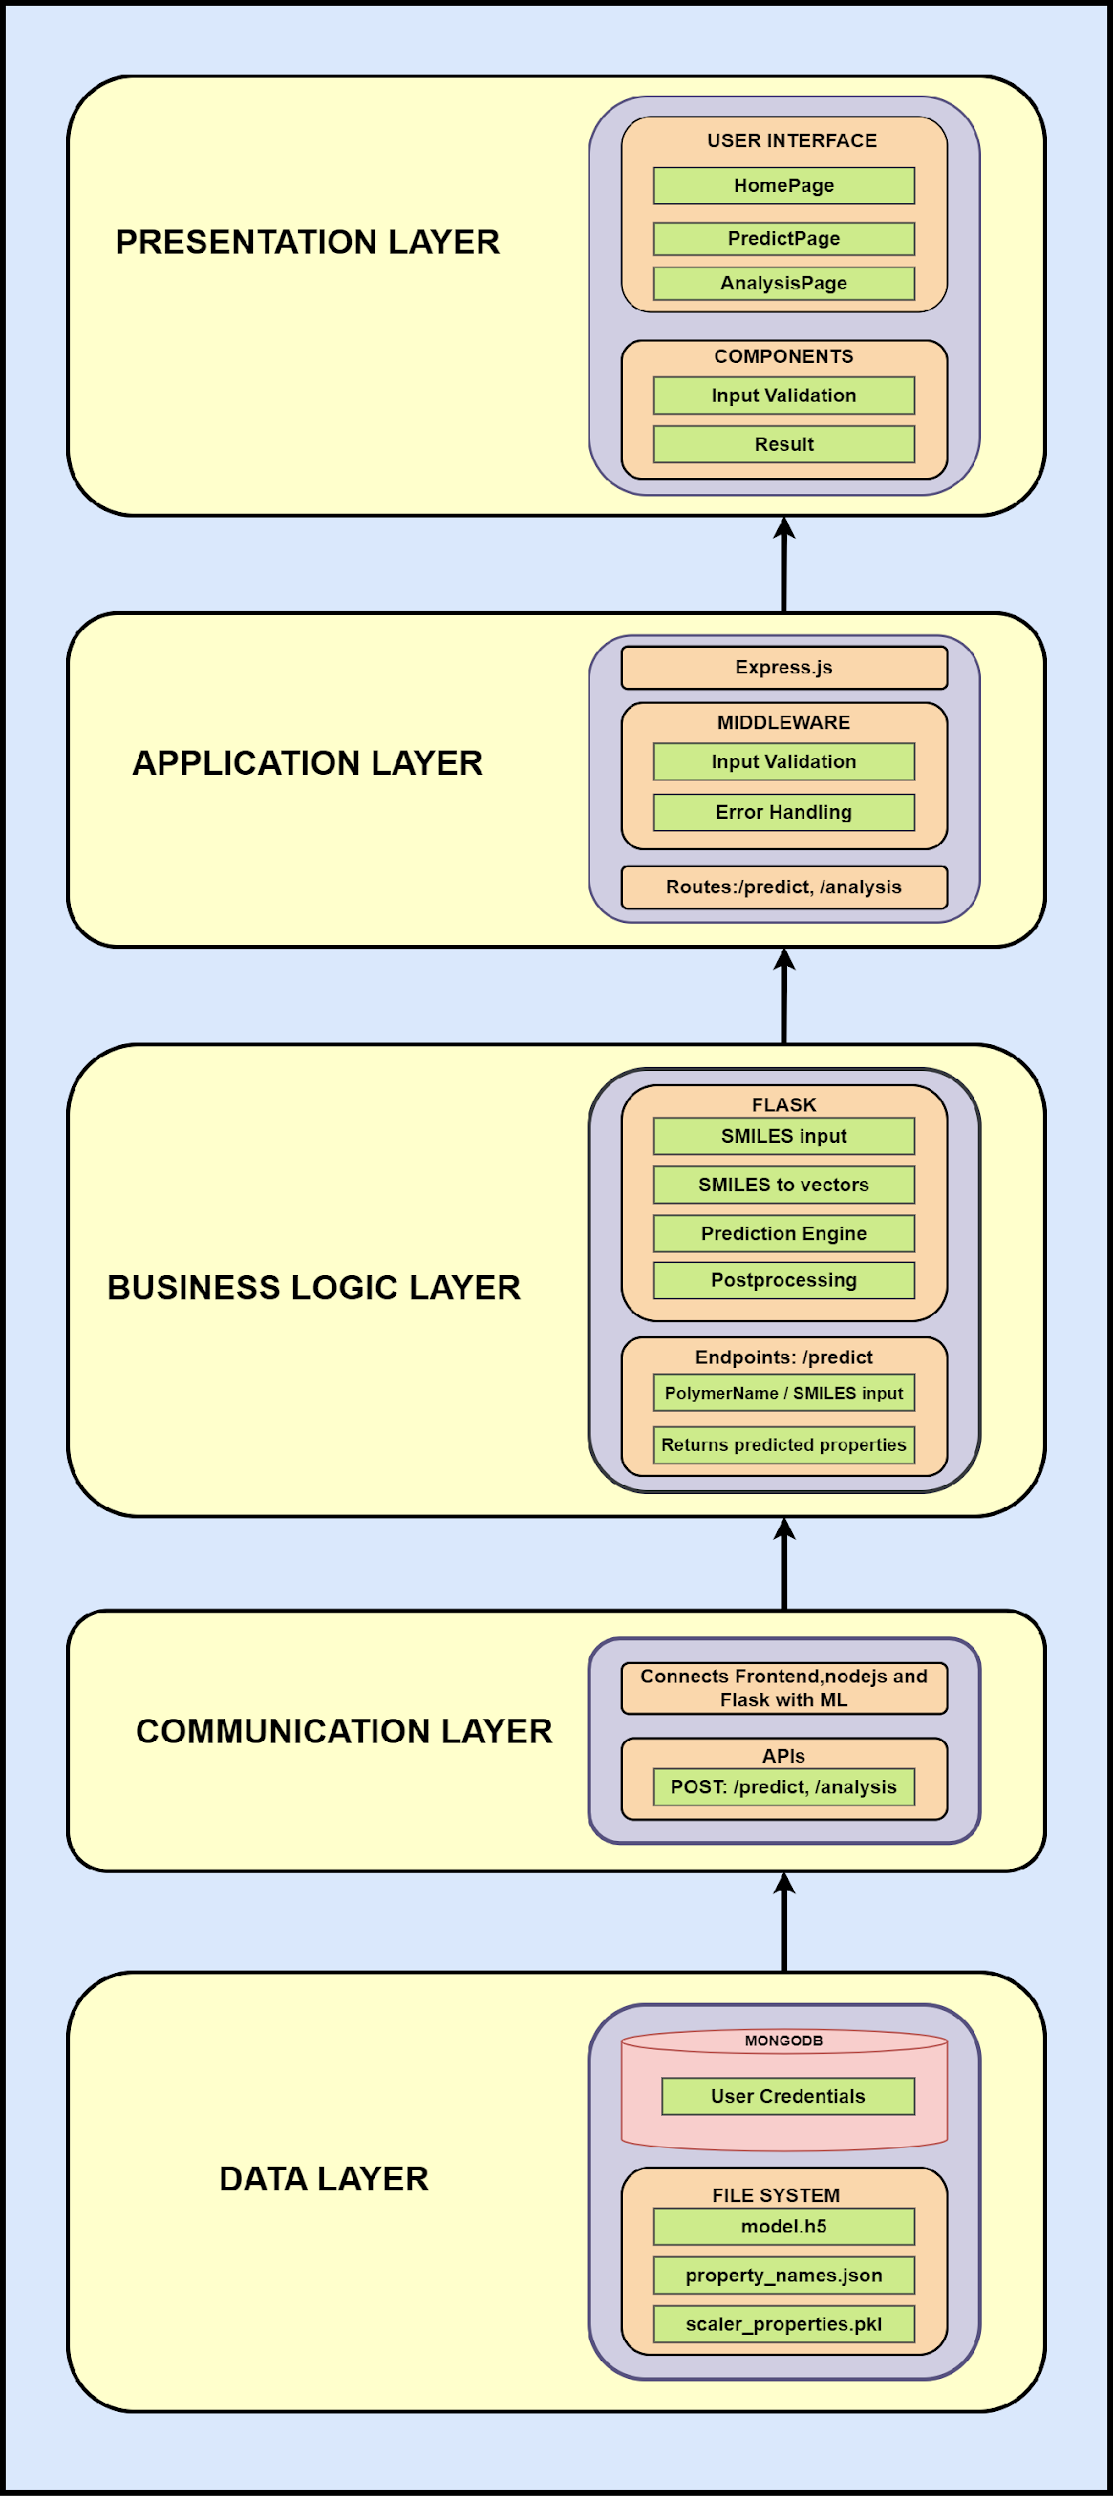 PRESENTATION LAYER
USER INTERFACE
HomePage
PredictPage
AnalysisPage
COMPONENTS
Input Validation
Result
APPLICATION LAYER
Express.js
MIDDLEWARE
Input Validation
Error Handling
Routes:/predict, /analysis
BUSINESS LOGIC LAYER
FLASK
SMILES input
SMILES to vectors
Prediction Engine
Postprocessing
Endpoints: /predict
PolymerName / SMILES input
Returns predicted properties
COMMUNICATION LAYER
Connects Frontend,nodejs and
Flask with ML
APIs
POST: /predict, /analysis
DATA LAYER
MONGODB
User Credentials
FILE SYSTEM
model.h5
property_names.json
scaler_properties.pkl